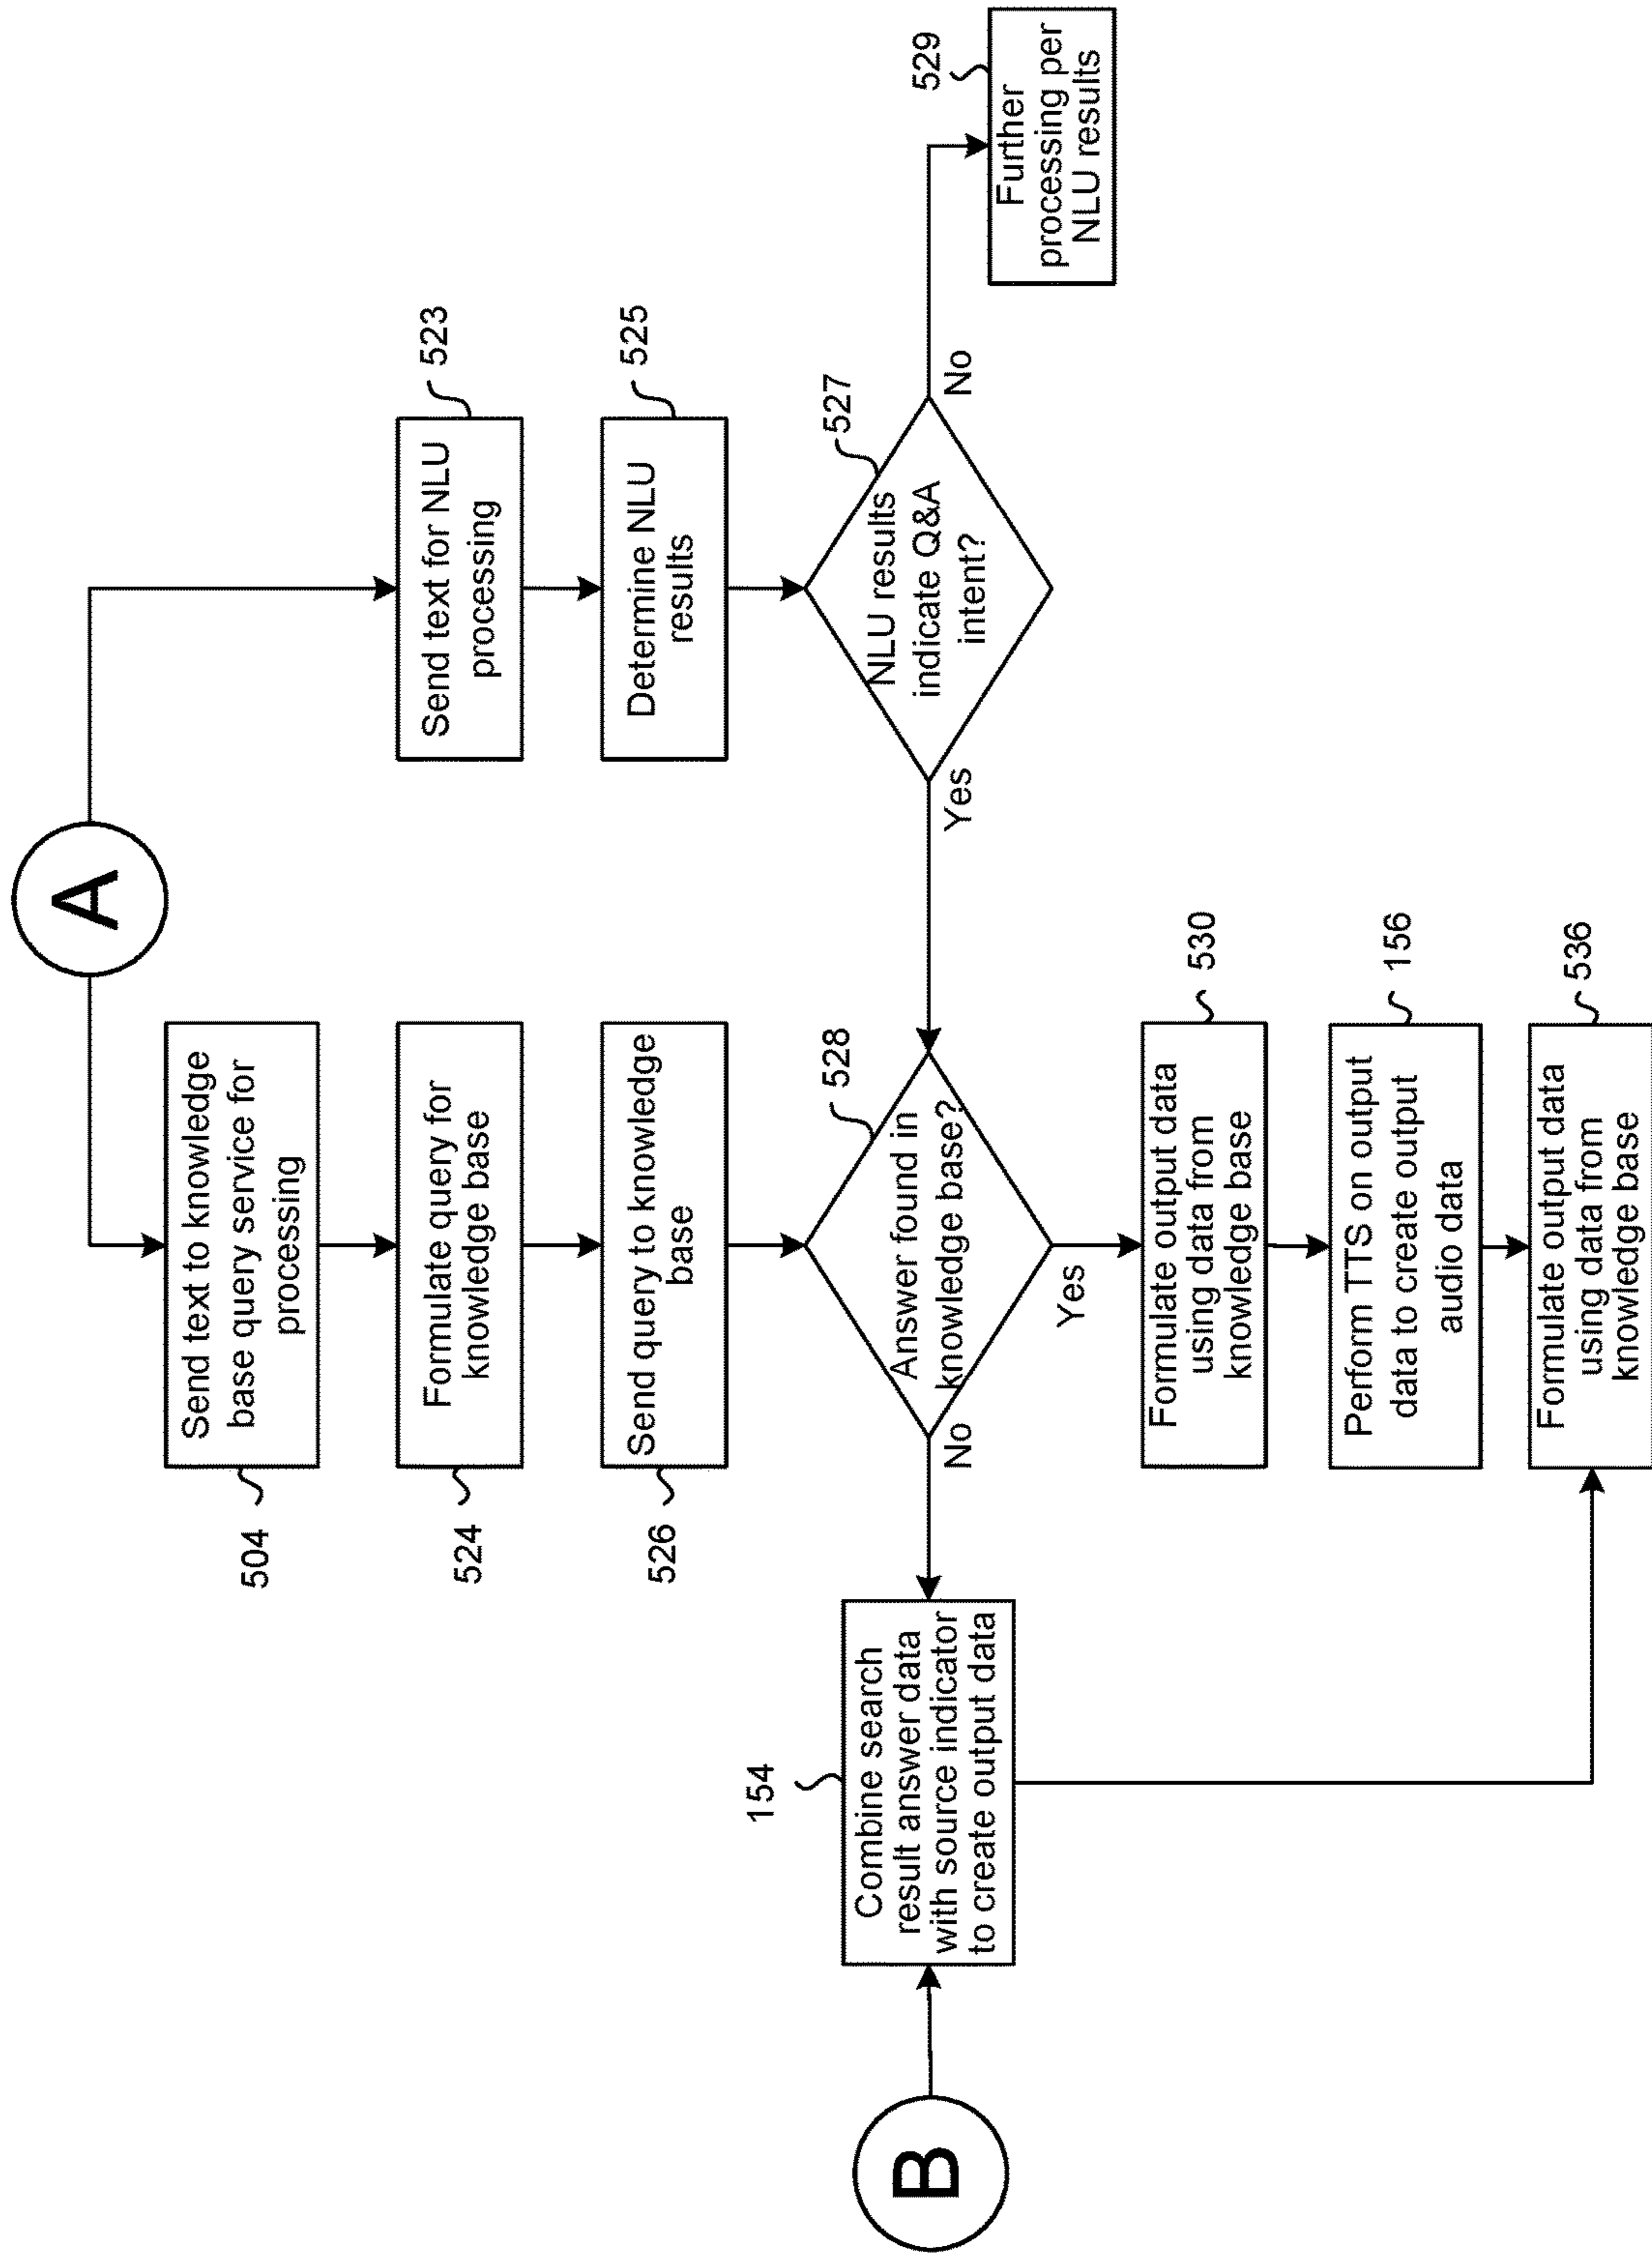 A
Send text to knowledge
base query service for
processing
504
Formulate query for
knowledge base
524
Send query to knowledge
base
526
Send text for NLU
processing
523
Determine NLU
results
525
NLU results
indicate Q&A
intent?
527
Yes
No
Further
processing per
NLU results
529
Answer found in
knowledge base?
528
No
Yes
B
Combine search
result answer data
with source indicator
to create output data
154
Formulate output data
using data from
knowledge base
530
Perform TTS on output
data to create output
audio data
156
Formulate output data
using data from
knowledge base
536